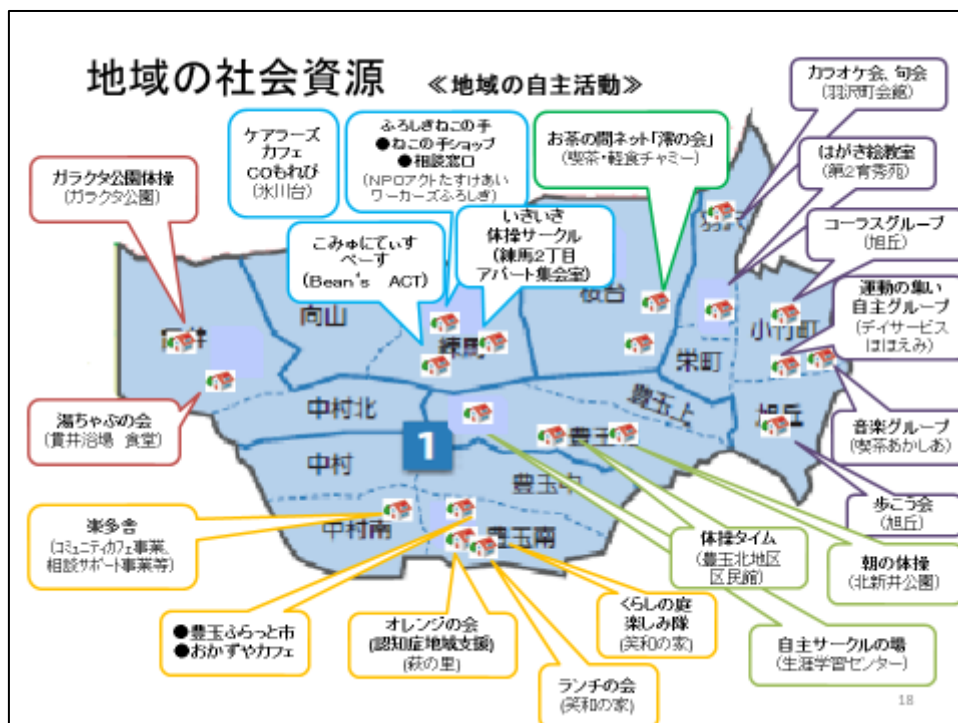 地域の社会資源 ≪地域の自主活動≫
カラオケ会、句会
(羽沢町会館)
ケアラーズ
カフェ
COもれび
(氷川台)
ふろしきねこの手
●ねこの手ショップ
●相談窓口
(NPOアクトたすけあい
ワーカーズふろしき)
お茶の間ネット「澪の会」
(喫茶・軽食チャミー)
はがき絵教室
(第2育秀苑)
ガラクタ公園体操
(ガラクタ公園)
こみゅにてぃす
ぺーす
(Bean's ACT)
いきいき
体操サークル
(練馬2丁目
アパート集会室)
コーラスグループ
(旭丘)
運動の集い
自主グループ
(デイサービス
ほほえみ)
向山
練馬
桜台
小竹町
栄町
湯ちゃぷの会
(貫井浴場 食堂)
中村北
豊玉上
旭丘
音楽グループ
(喫茶あかしあ)
1
中村
豊玉中
歩こう会
(旭丘)
楽多舎
(コミュニティカフェ事業、
相談サポート事業等)
中村南
豊玉南
体操タイム
(豊玉北地区
区民館)
朝の体操
(北新井公園)
●豊玉ふらっと市
●おかずやカフェ
オレンジの会
(認知症地域支援)
(萩の里)
くらしの庭
楽しみ隊
(笑和の家)
自主サークルの場
(生涯学習センター)
ランチの会
(笑和の家)
18